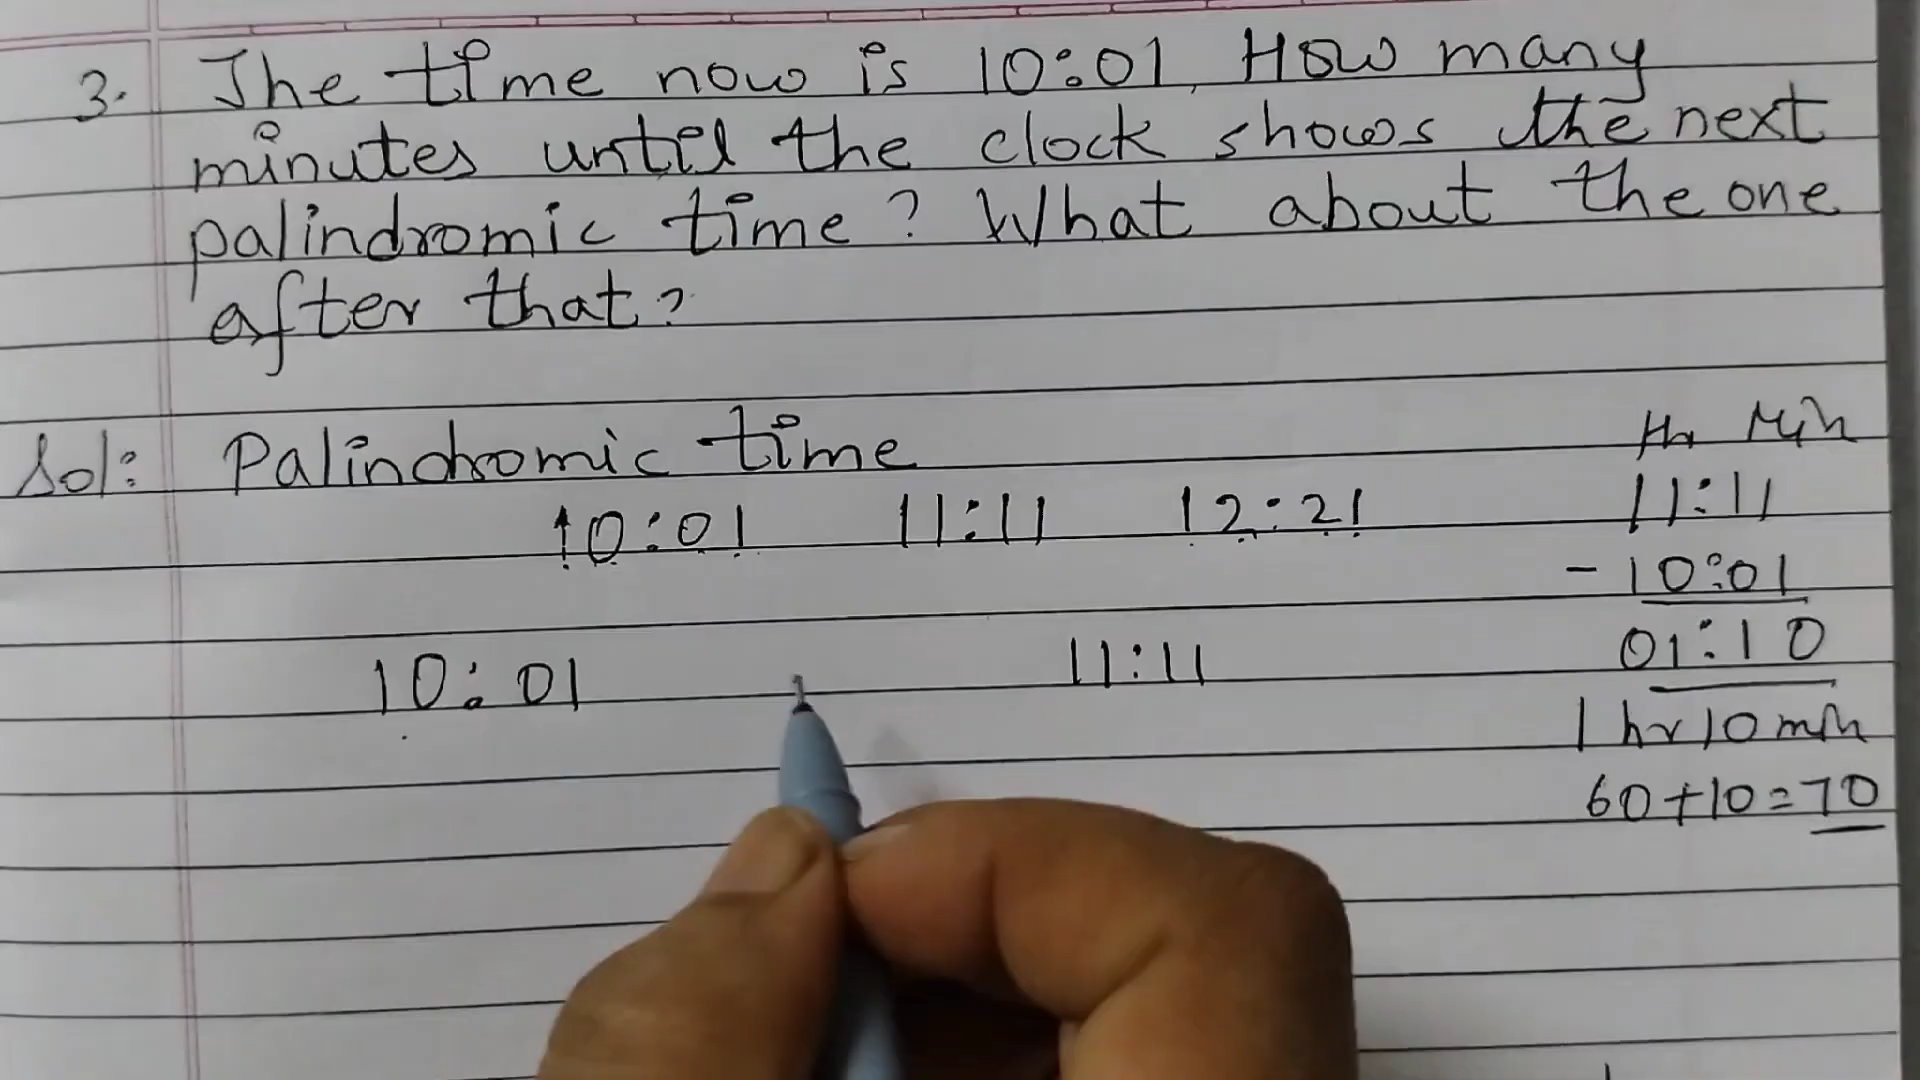 3. The time now is 10:01. How many
minutes until the clock shows the next
palindromic time? What about the one
after that?
Sol: Palindromic time
10:01 11:11 12:21
10:01 11:11
Hr Min
11:11
- 10:01
01:10
1 hr 10 min
60+10=70